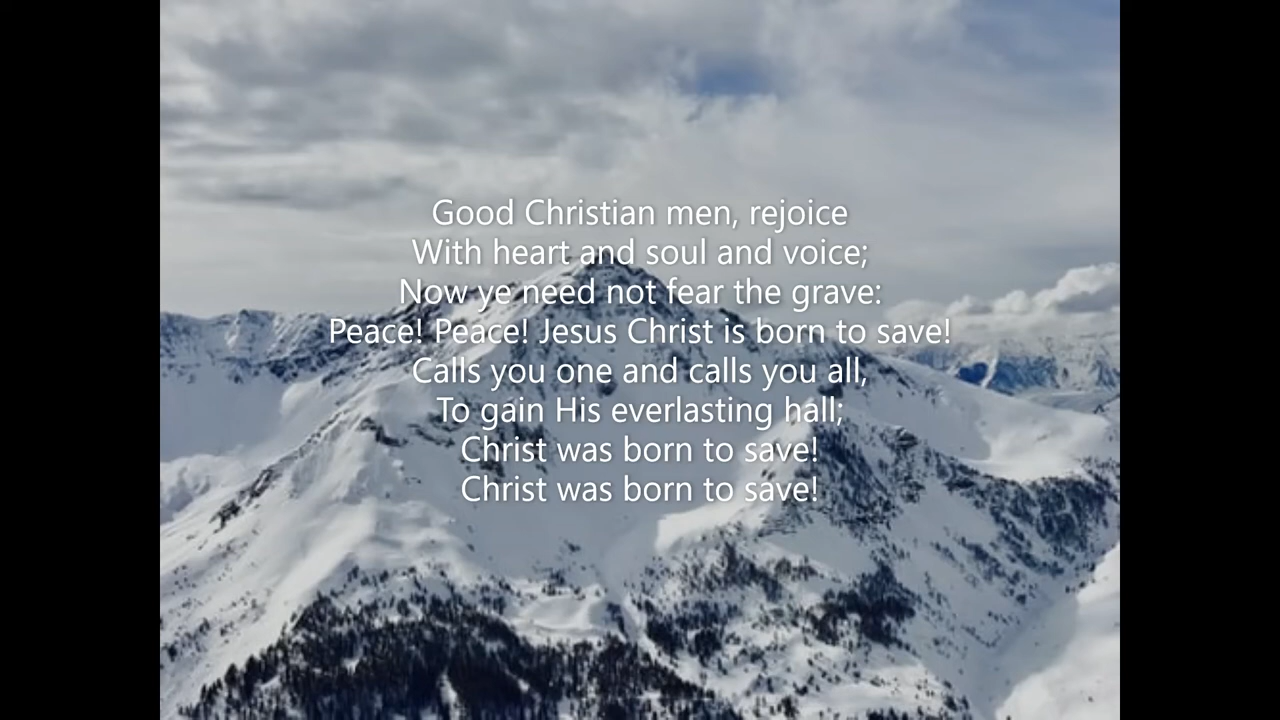 Good Christian men, rejoice
With heart and soul and voice;
Now ye need not fear the grave:
Peace! Peace! Jesus Christ is born to save!
Calls you one and calls you all,
To gain His everlasting hall;
Christ was born to save!
Christ was born to save!